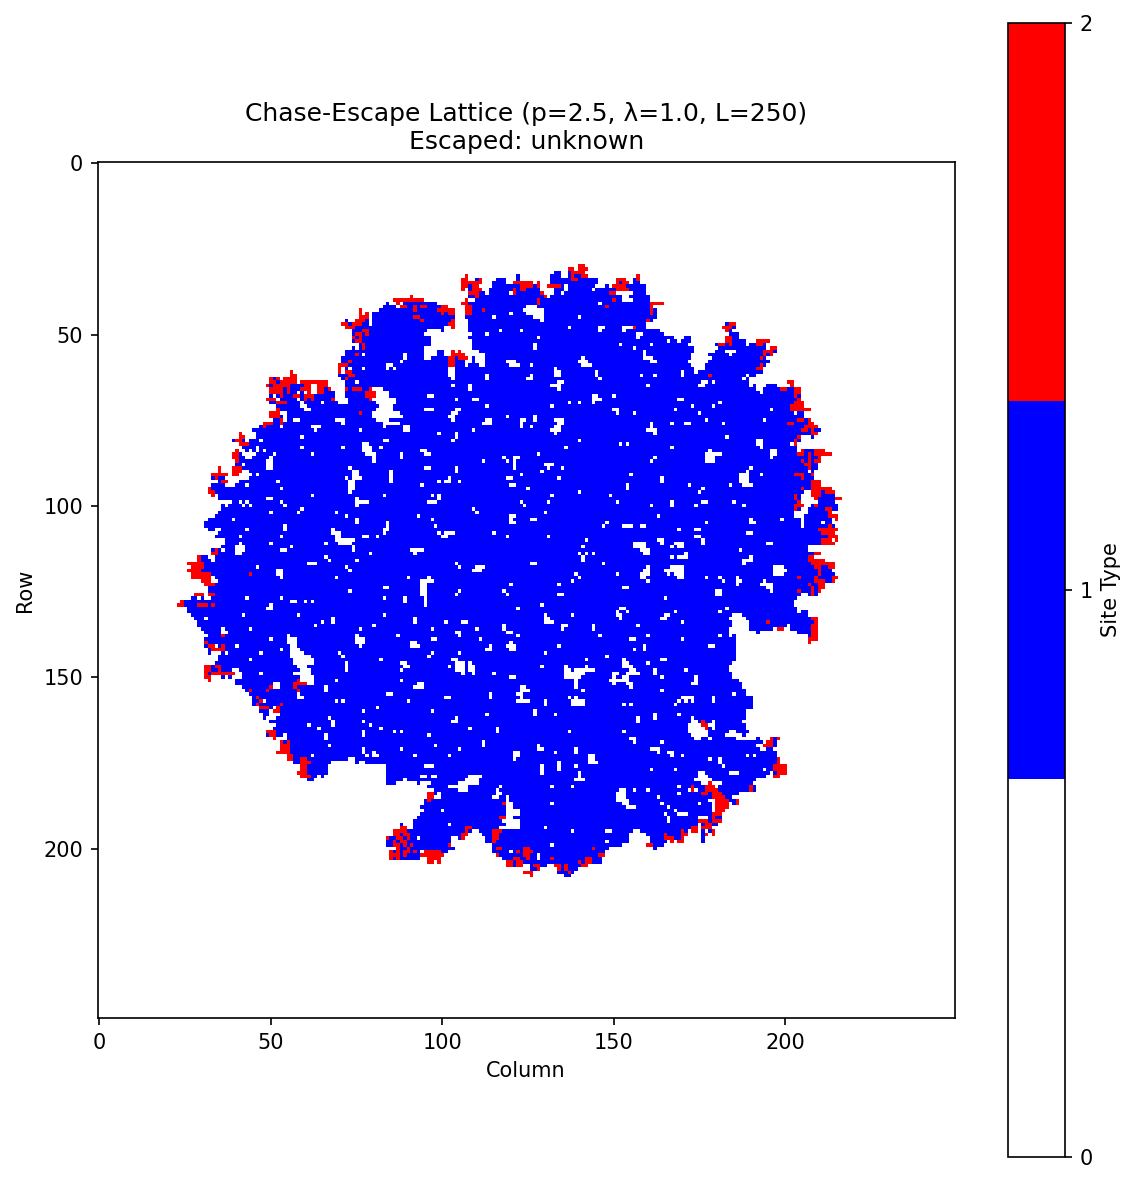 Chase-Escape Lattice (p=2.5, λ=1.0, L=250)
Escaped: unknown
0
50
100
150
200
Row
0
50
100
150
200
Column
2
1
0
Site Type